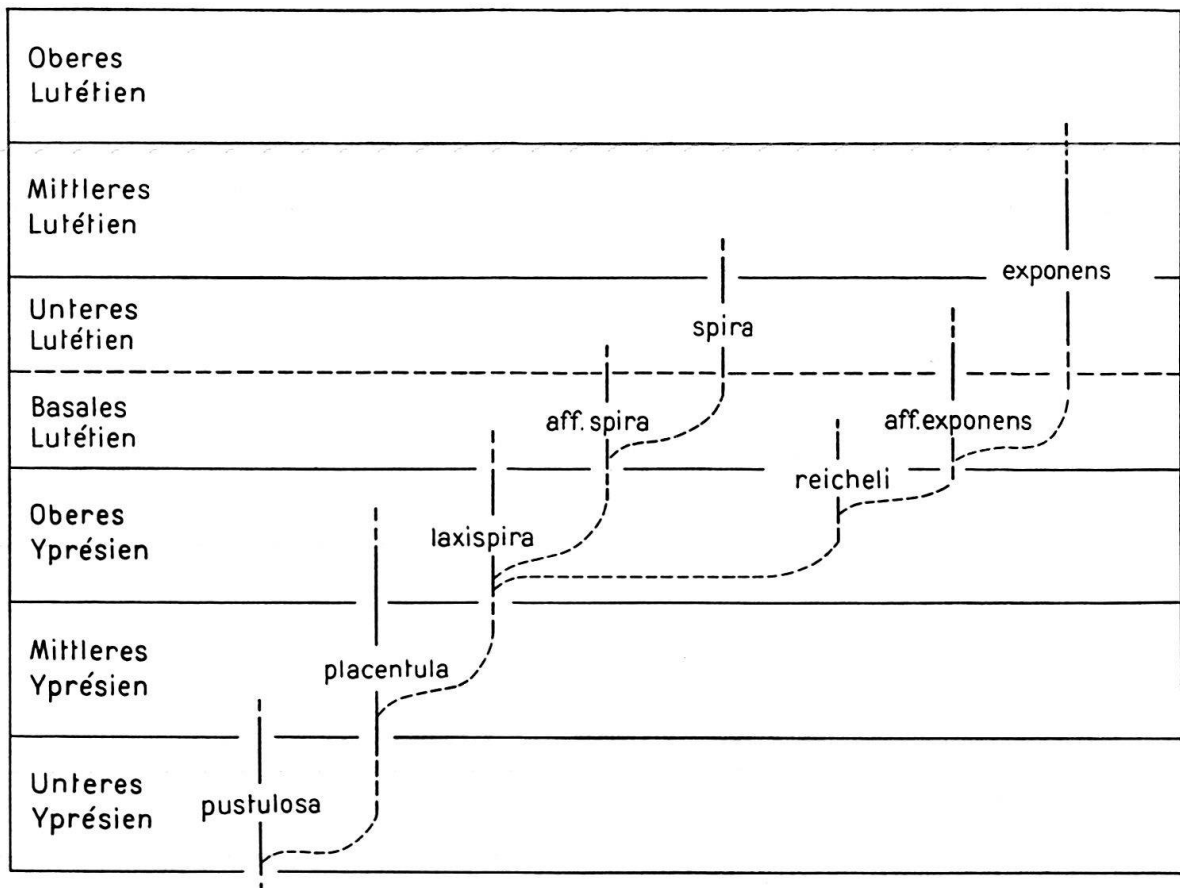 Oberes
Lutétien
Mittleres
Lutétien
exponens
Unteres
Lutétien
spira
Basales
Lutétien
aff.spira
aff.exponens
reicheli
Oberes
Yprésien
laxispira
Mittleres
Yprésien
placentula
Unteres
Yprésien
pustulosa